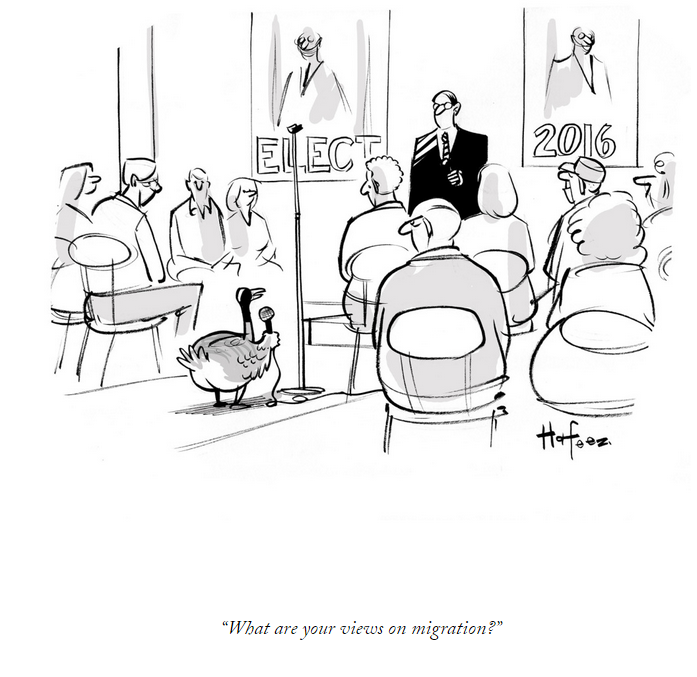 ELECT
2016
Hafeez.
“What are your views on migration?”